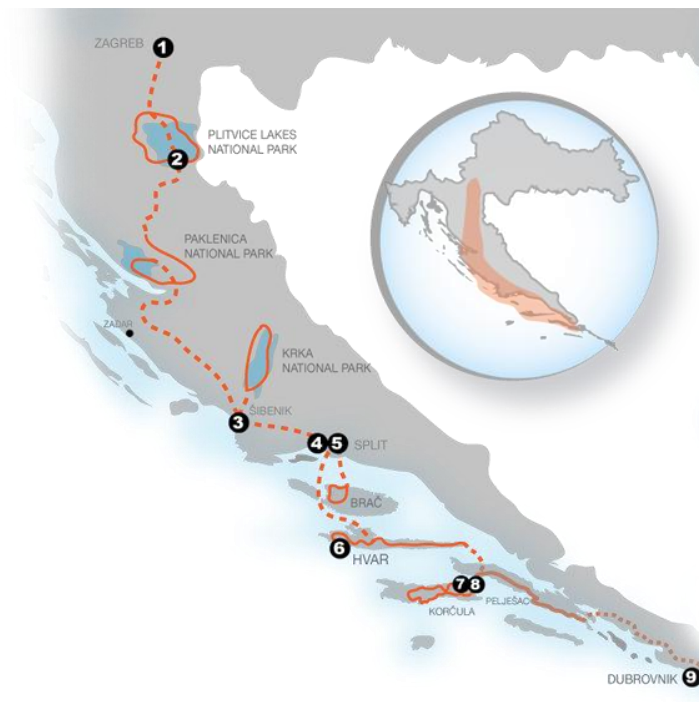 ZAGREB 1
PLITVICE LAKES
NATIONAL PARK
2
PAKLENICA
NATIONAL PARK
ZADAR
KRKA
NATIONAL PARK
ŠIBENIK
3
4 5 SPLIT
BRAČ
6
HVAR
7 8
PELJEŠAC
KORČULA
DUBROVNIK 9